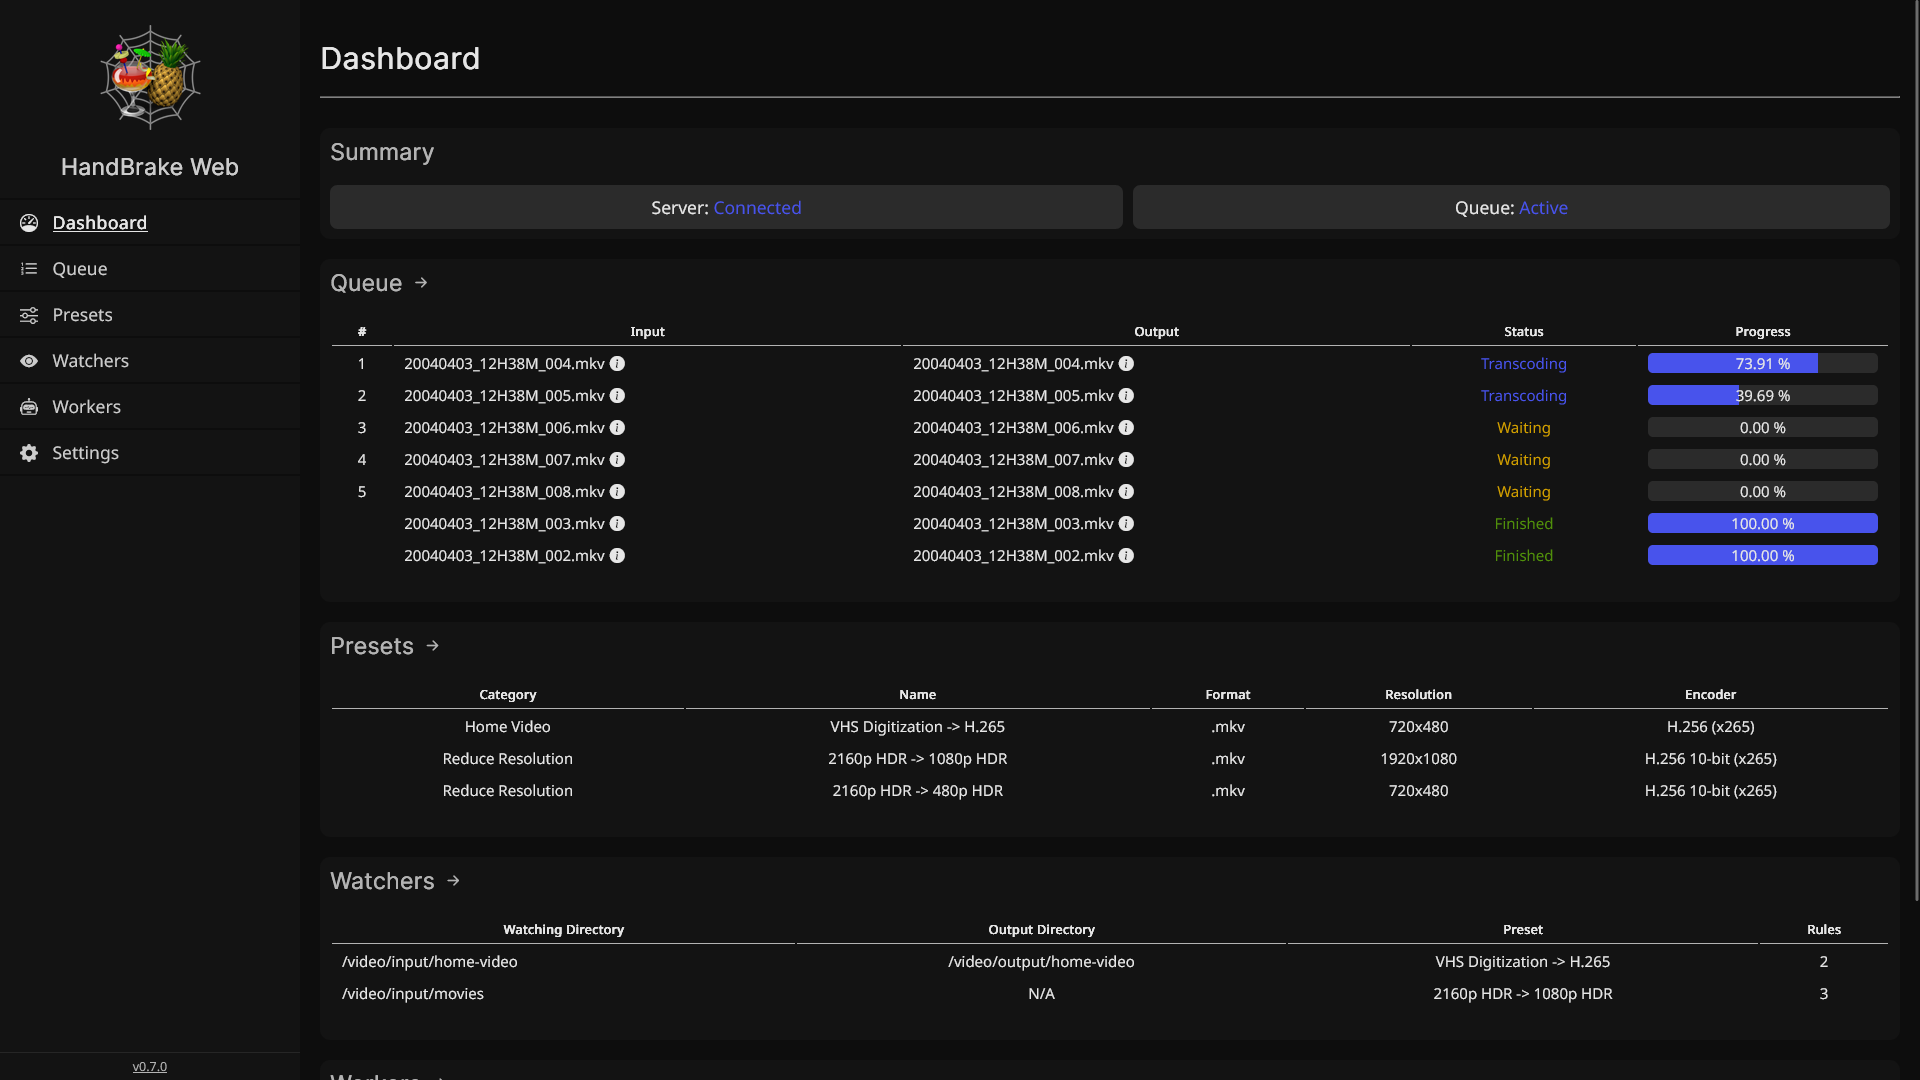 HandBrake Web
Dashboard
Queue
Presets
Watchers
Workers
Settings
v0.7.0
Dashboard
Summary
Server: Connected
Queue: Active
Queue →
# Input Output Status Progress
1 20040403_12H38M_004.mkv i 20040403_12H38M_004.mkv i Transcoding 73.91 %
2 20040403_12H38M_005.mkv i 20040403_12H38M_005.mkv i Transcoding 39.69 %
3 20040403_12H38M_006.mkv i 20040403_12H38M_006.mkv i Waiting 0.00 %
4 20040403_12H38M_007.mkv i 20040403_12H38M_007.mkv i Waiting 0.00 %
5 20040403_12H38M_008.mkv i 20040403_12H38M_008.mkv i Waiting 0.00 %
20040403_12H38M_003.mkv i 20040403_12H38M_003.mkv i Finished 100.00 %
20040403_12H38M_002.mkv i 20040403_12H38M_002.mkv i Finished 100.00 %
Presets →
Category Name Format Resolution Encoder
Home Video VHS Digitization -> H.265 .mkv 720x480 H.256 (x265)
Reduce Resolution 2160p HDR -> 1080p HDR .mkv 1920x1080 H.256 10-bit (x265)
Reduce Resolution 2160p HDR -> 480p HDR .mkv 720x480 H.256 10-bit (x265)
Watchers →
Watching Directory Output Directory Preset Rules
/video/input/home-video /video/output/home-video VHS Digitization -> H.265 2
/video/input/movies N/A 2160p HDR -> 1080p HDR 3
Workers →